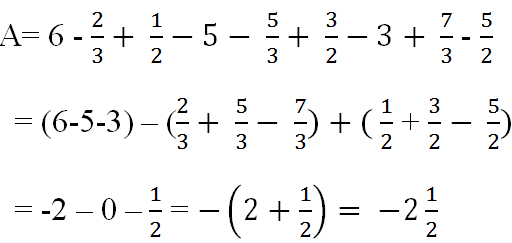 A= 6 - 2/3 + 1/2 − 5 − 5/3 + 3/2 − 3 + 7/3 - 5/2
= (6-5-3) – (2/3 + 5/3 − 7/3) + ( 1/2 + 3/2 − 5/2)
= -2 – 0 – 1/2 = −(2 + 1/2) = −2 1/2